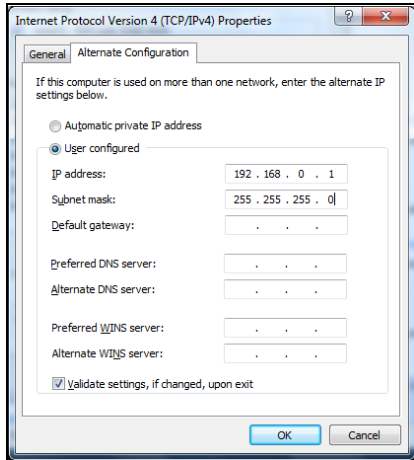 Internet Protocol Version 4 (TCP/IPv4) Properties
General
Alternate Configuration
If this computer is used on more than one network, enter the alternate IP
settings below.
Automatic private IP address
User configured
IP address: 192 . 168 . 0 . 1
Subnet mask: 255 . 255 . 255 . 0
Default gateway: . . .
Preferred DNS server: . . .
Alternate DNS server: . . .
Preferred WINS server: . . .
Alternate WINS server: . . .
Validate settings, if changed, upon exit
OK
Cancel